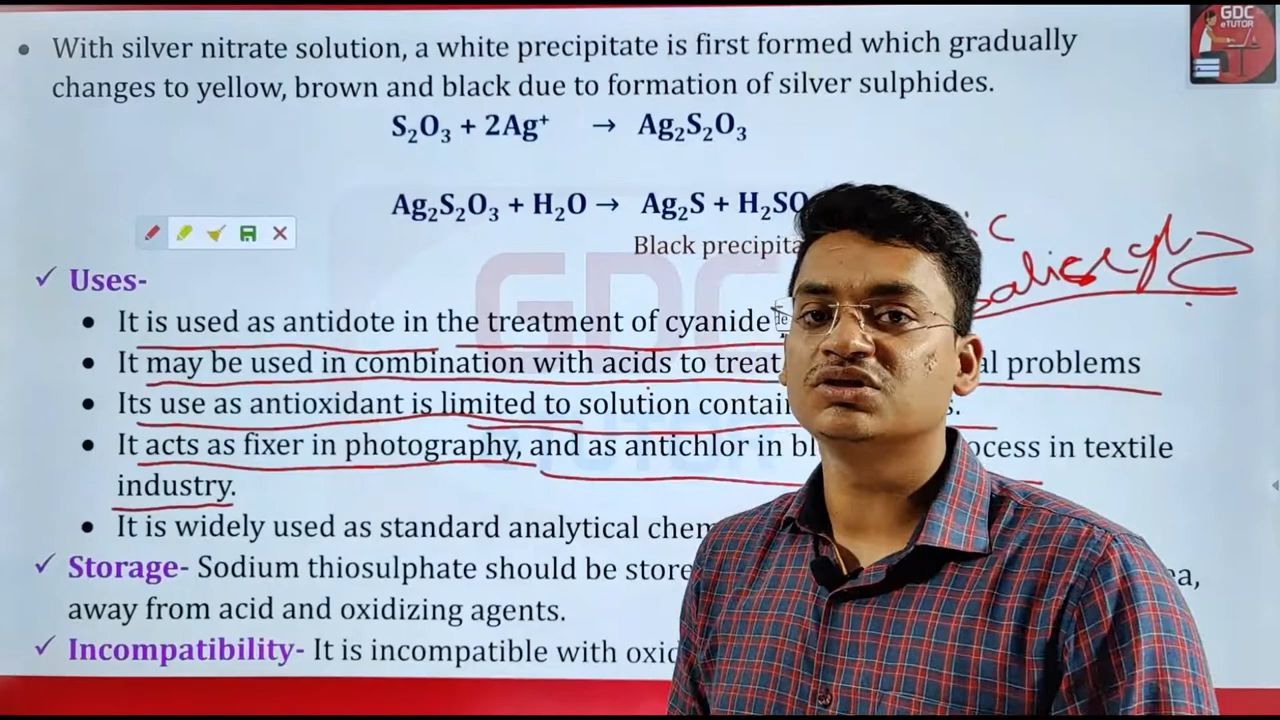 GDC
eTUTOR
• With silver nitrate solution, a white precipitate is first formed which gradually
changes to yellow, brown and black due to formation of silver sulphides.
S₂O₃ + 2Ag⁺ → Ag₂S₂O₃
Ag₂S₂O₃ + H₂O → Ag₂S + H₂SO
Black precipita
ic
✓ Uses-
• It is used as antidote in the treatment of cyanide
• It may be used in combination with acids to treat al problems
• Its use as antioxidant is limited to solution contai s.
• It acts as fixer in photography, and as antichlor in bl ocess in textile
industry.
• It is widely used as standard analytical chem
✓ Storage- Sodium thiosulphate should be store ea,
away from acid and oxidizing agents.
✓ Incompatibility- It is incompatible with oxid